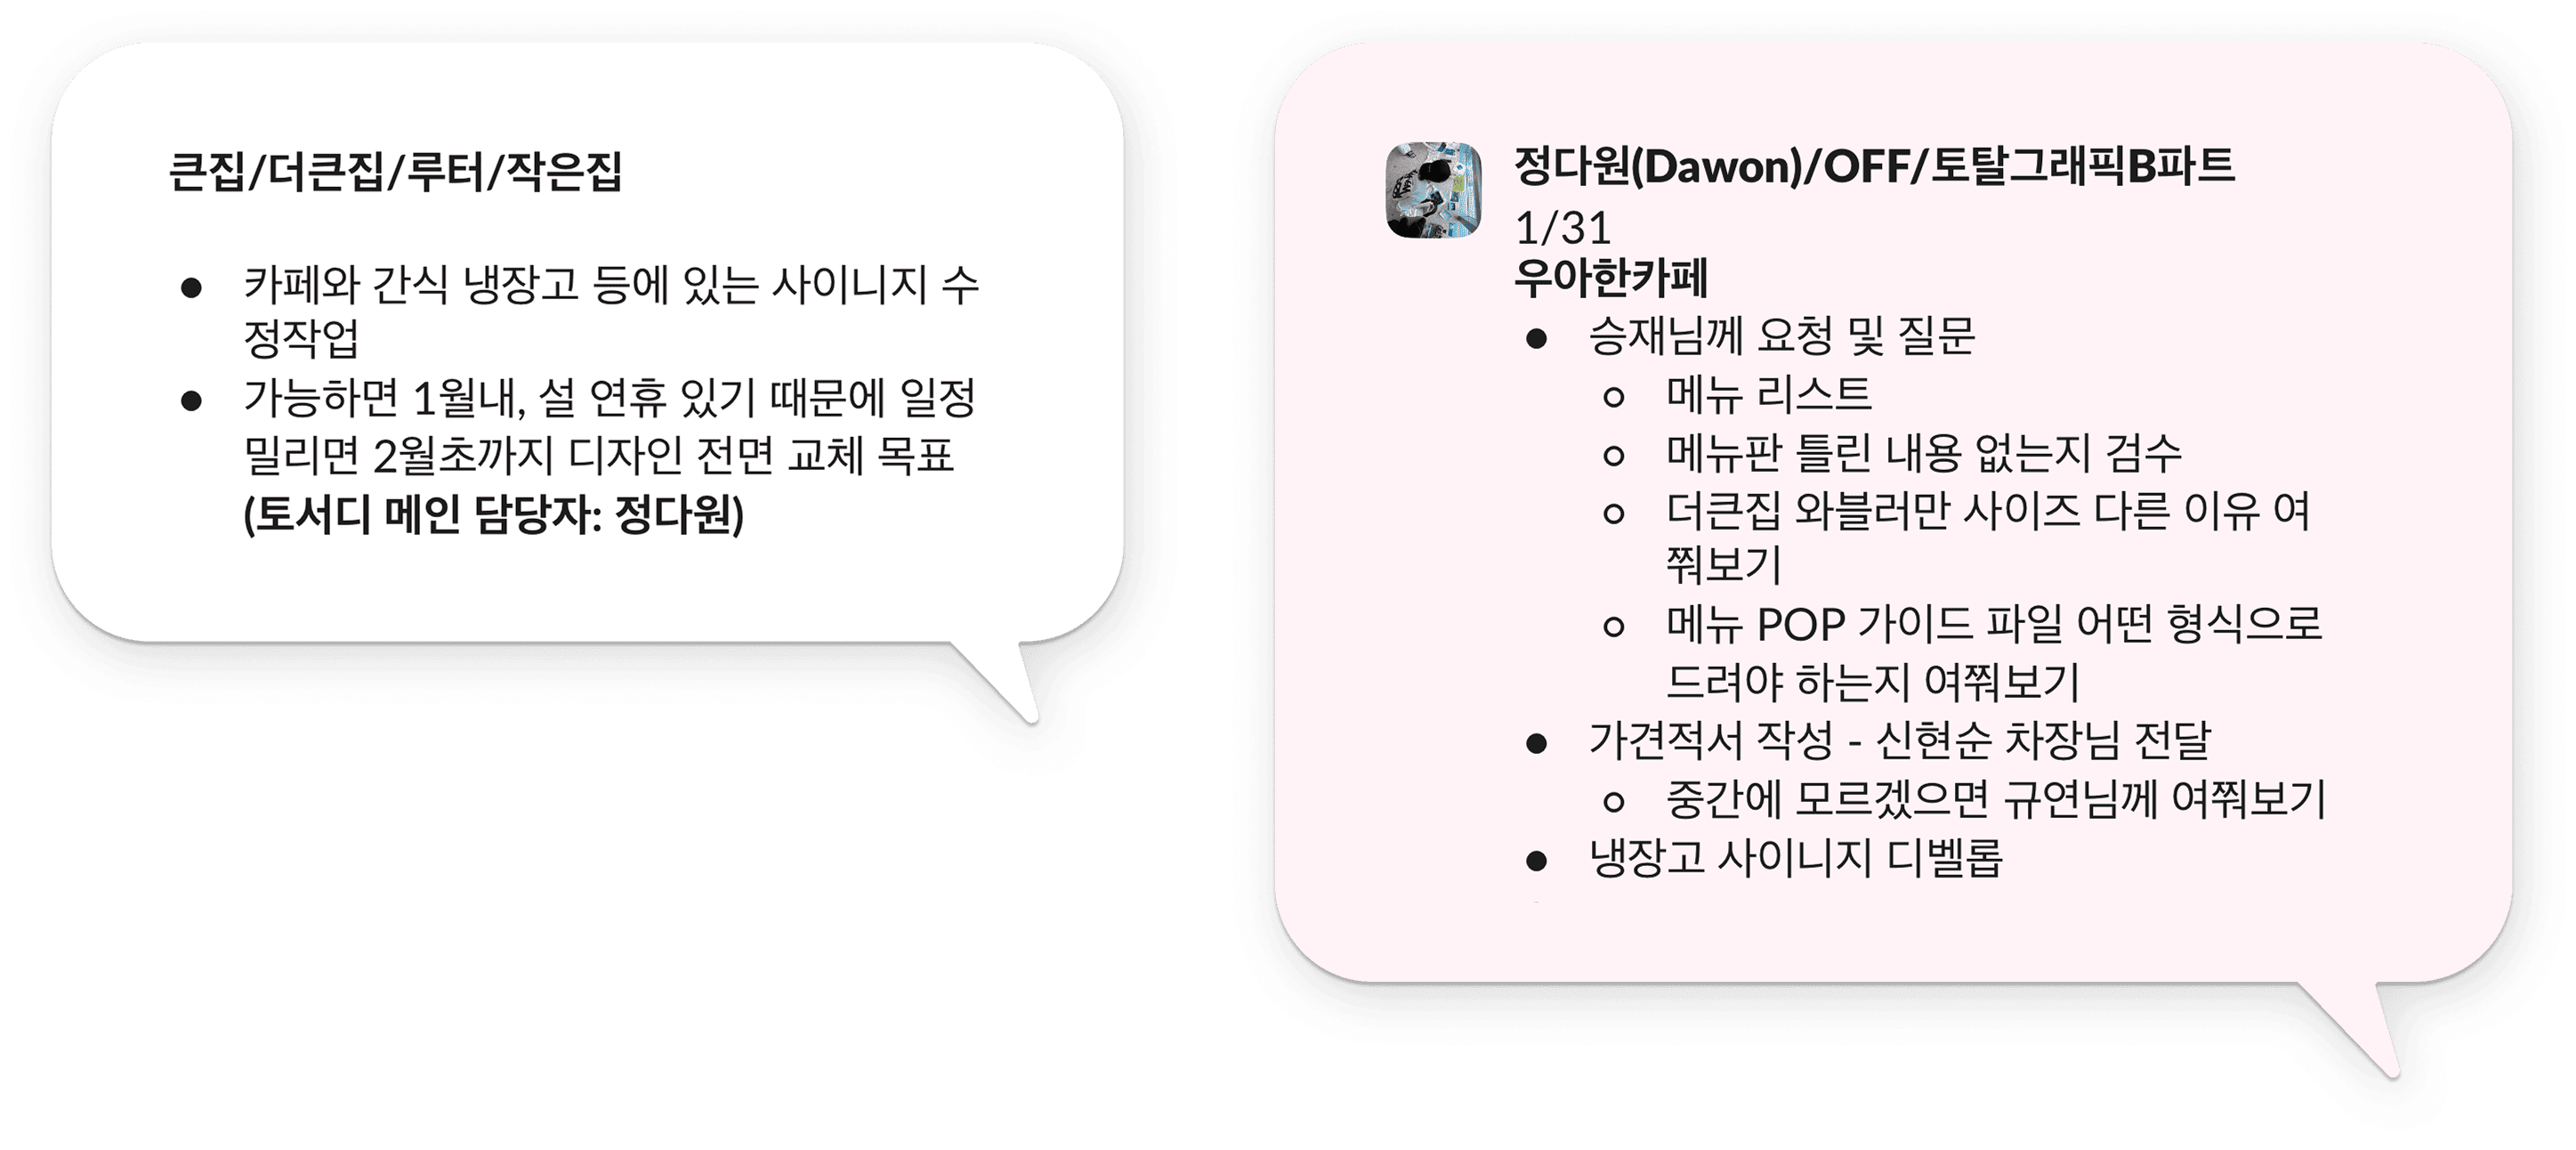 큰집/더큰집/루터/작은집
● 카페와 간식 냉장고 등에 있는 사이니지 수
정작업
● 가능하면 1월내, 설 연휴 있기 때문에 일정
밀리면 2월초까지 디자인 전면 교체 목표
(토서디 메인 담당자: 정다원)
정다원(Dawon)/OFF/토탈그래픽B파트
1/31
우아한카페
● 승재님께 요청 및 질문
○ 메뉴 리스트
○ 메뉴판 틀린 내용 없는지 검수
○ 더큰집 와블러만 사이즈 다른 이유 여
쭤보기
○ 메뉴 POP 가이드 파일 어떤 형식으로
드려야 하는지 여쭤보기
● 가견적서 작성 - 신현순 차장님 전달
○ 중간에 모르겠으면 규연님께 여쭤보기
● 냉장고 사이니지 디벨롭